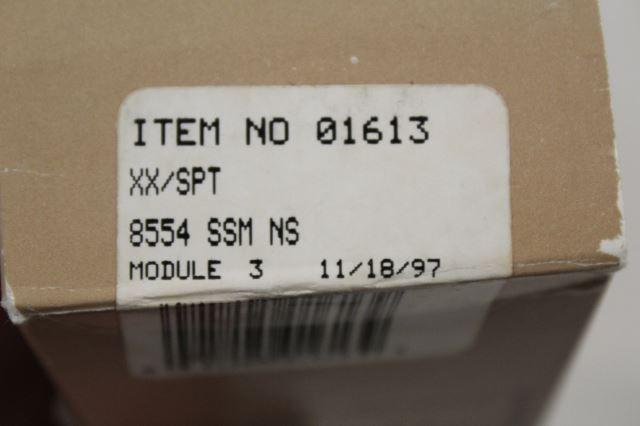 ITEM NO 01613
XX/SPT
8554 SSM NS
MODULE 3 11/18/97